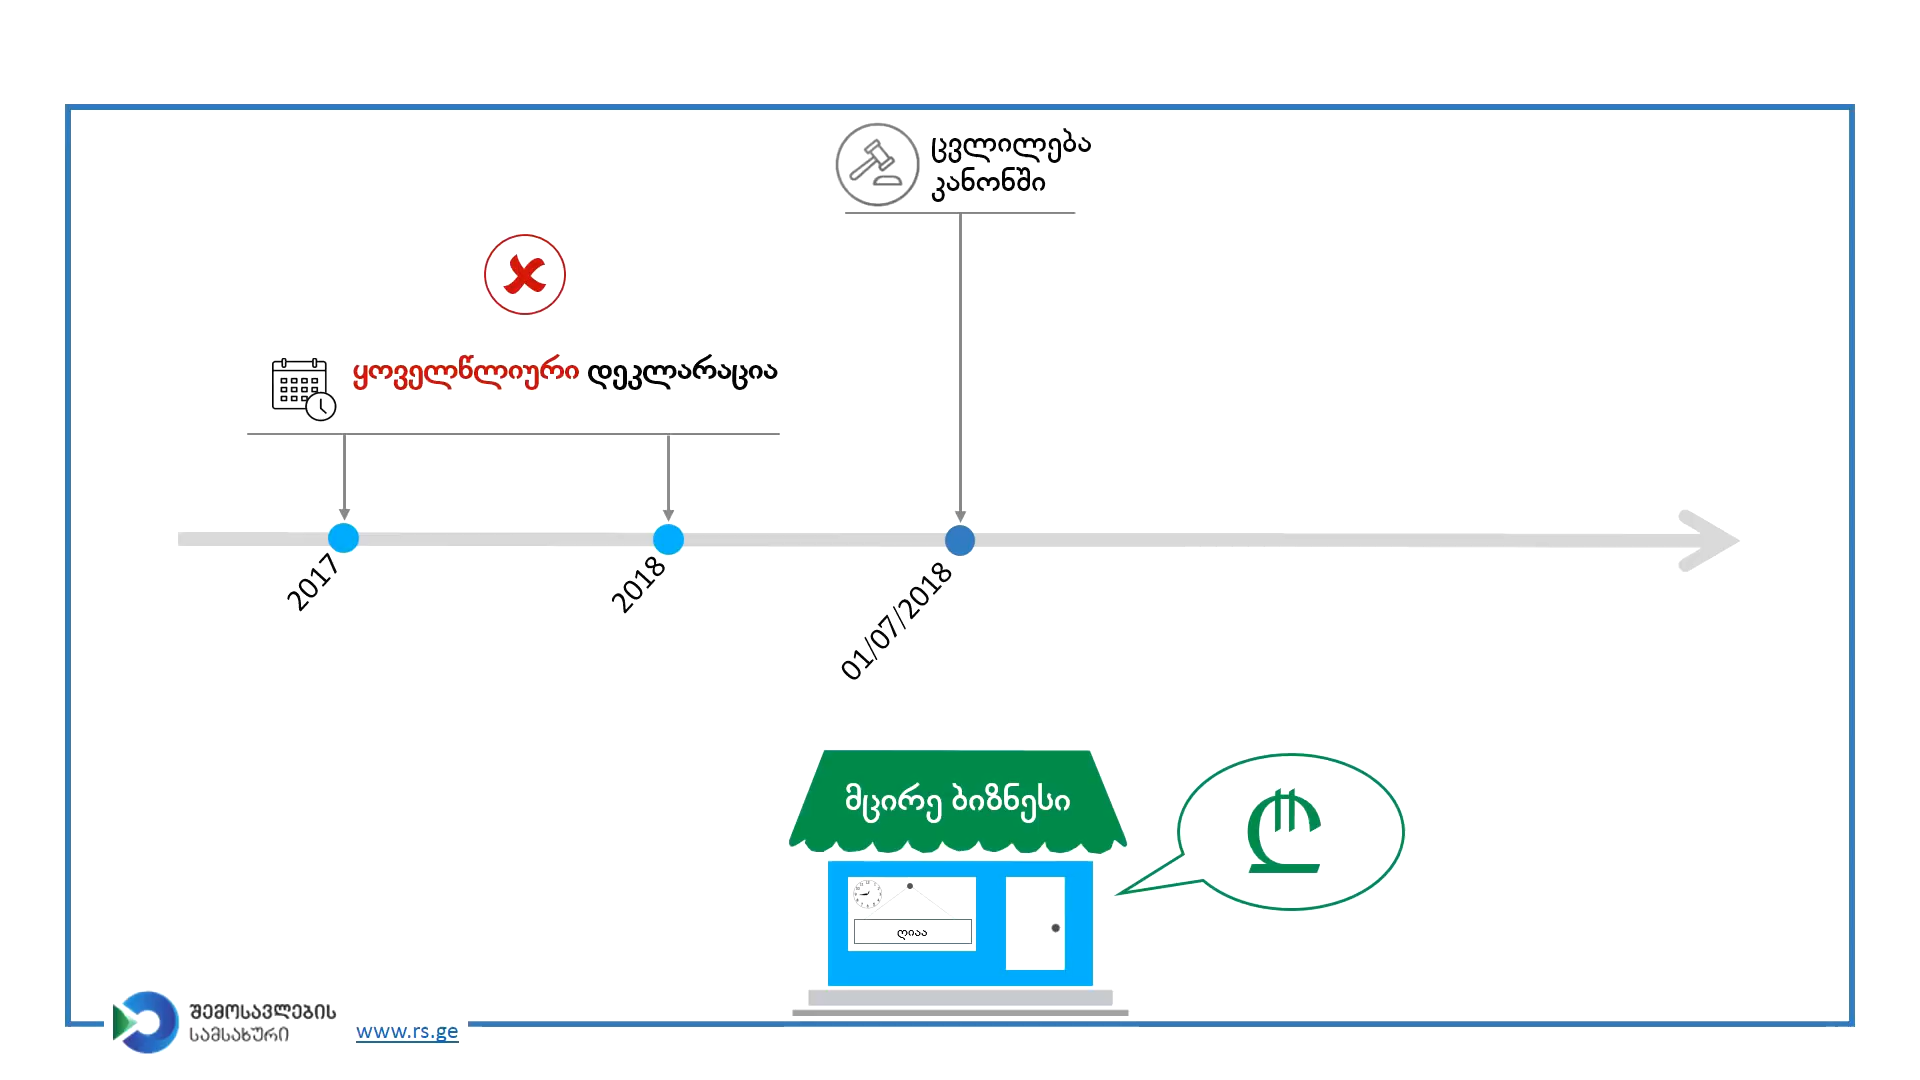 ცვლილება
კანონში
ყოველწლიური დეკლარაცია
2017
2018
01/07/2018
მცირე ბიზნესი
₾
ღიაა
შემოსავლების
სამსახური
www.rs.ge